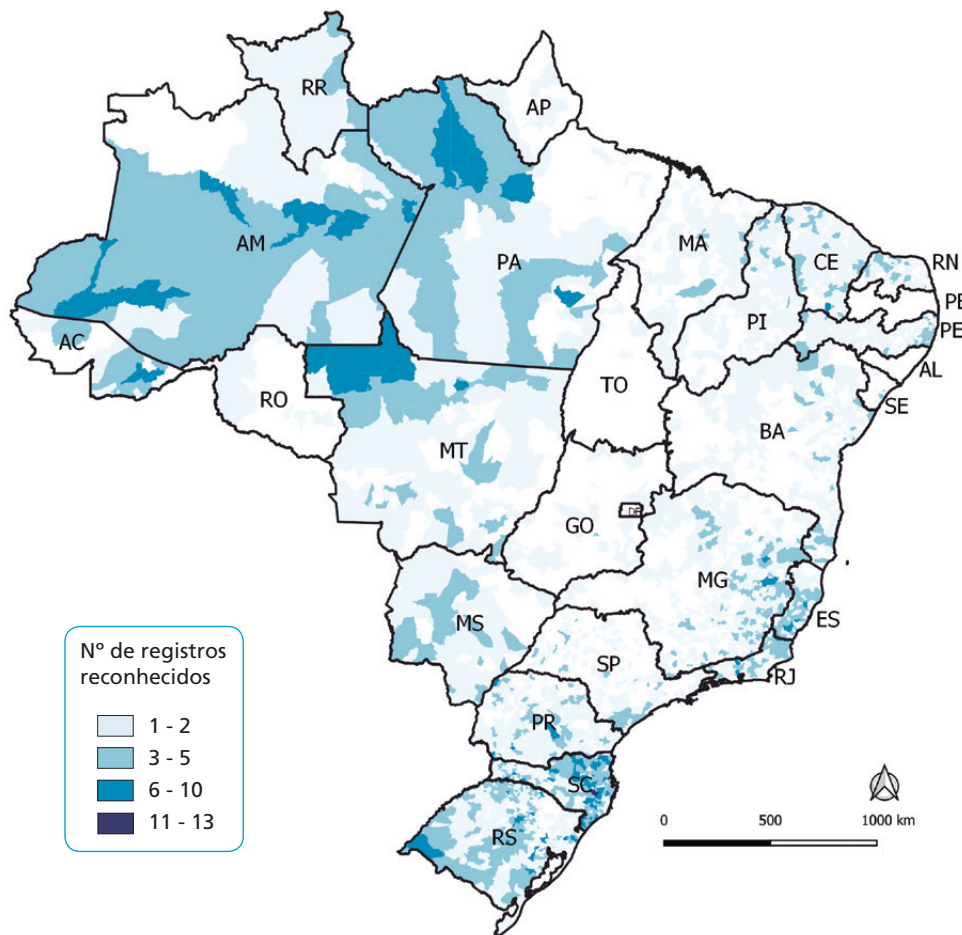 RR
AP
AM
PA
MA
CE
RN
PB
PI
PE
AC
AL
TO
SE
RO
BA
MT
GO
DF
MG
ES
MS
SP
RJ
PR
SC
RS
Nº de registros
reconhecidos
1 - 2
3 - 5
6 - 10
11 - 13
0 500 1000 km